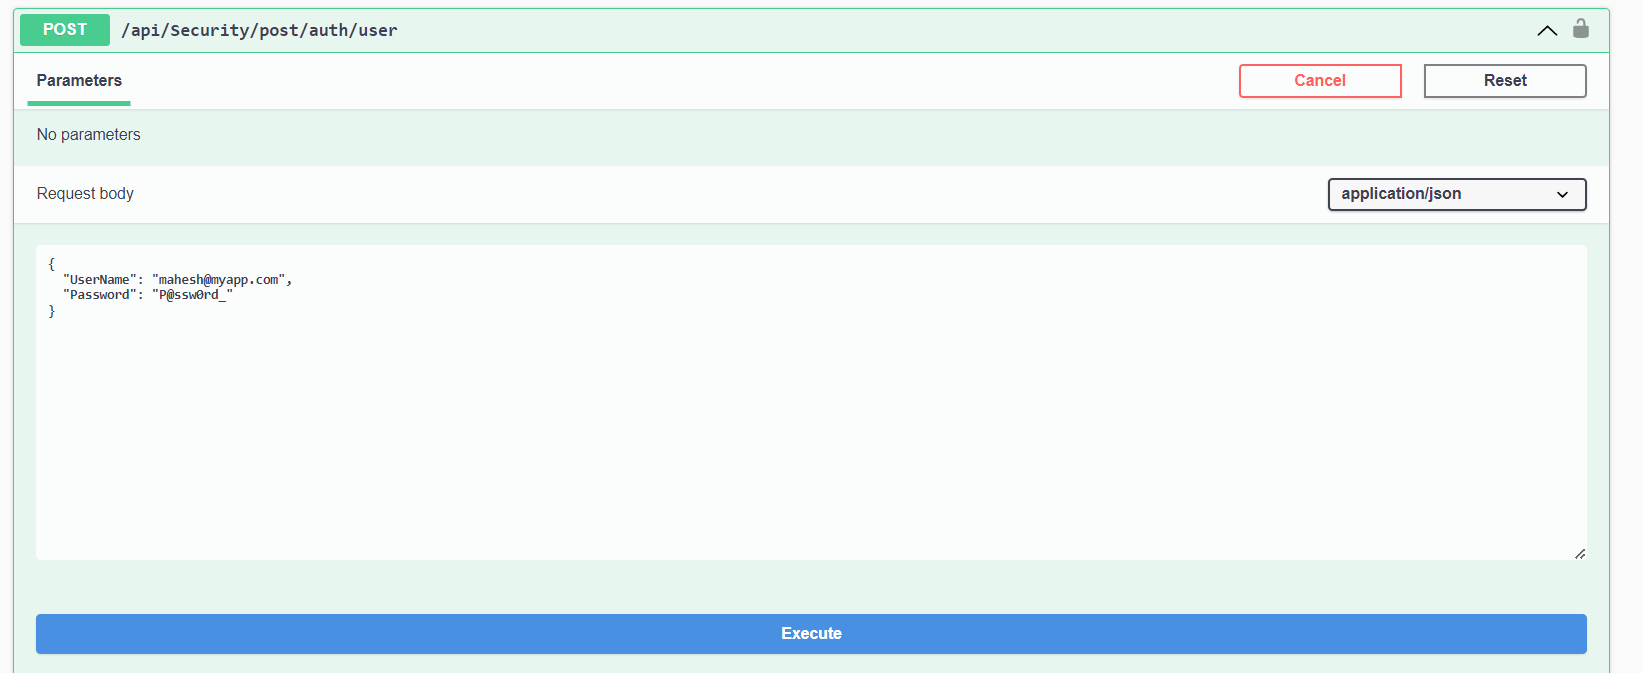 POST /api/Security/post/auth/user
Parameters
Cancel
Reset
No parameters
Request body
application/json
{
  "UserName": "mahesh@myapp.com",
  "Password": "P@ssw0rd_"
}
Execute